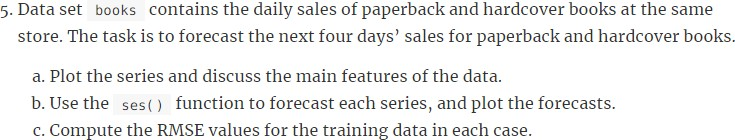 5. Data set books contains the daily sales of paperback and hardcover books at the same
store. The task is to forecast the next four days’ sales for paperback and hardcover books.
a. Plot the series and discuss the main features of the data.
b. Use the ses() function to forecast each series, and plot the forecasts.
c. Compute the RMSE values for the training data in each case.